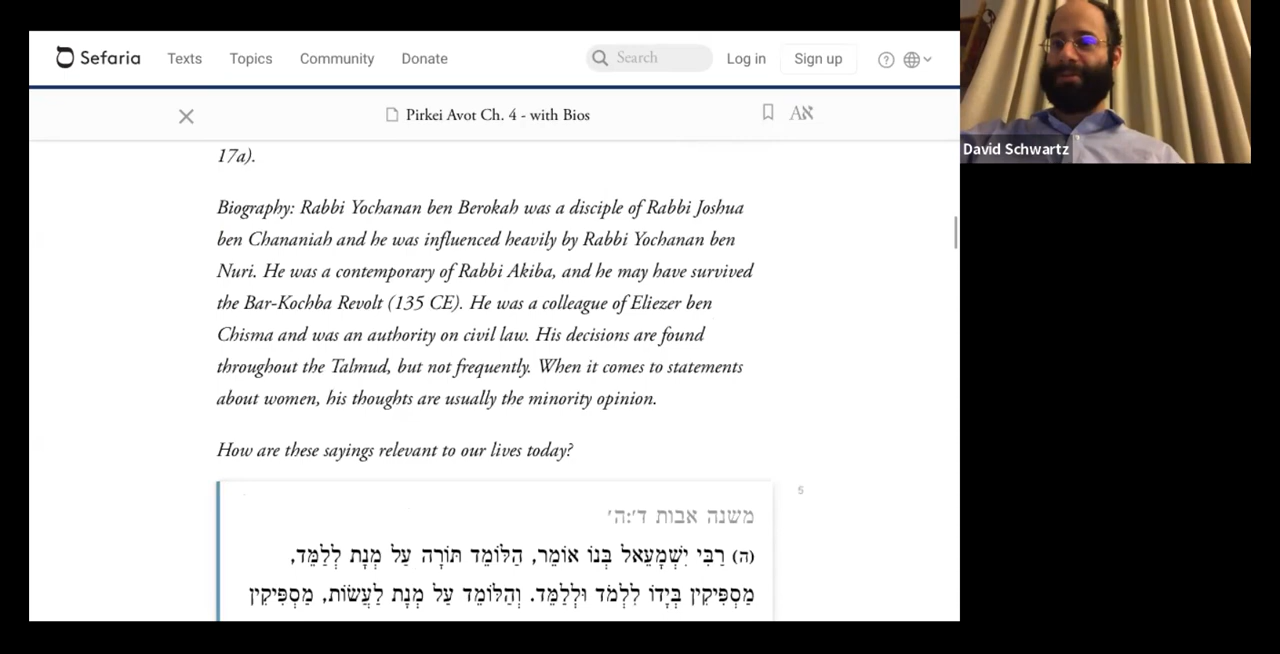 Sefaria Texts Topics Community Donate Search Log in Sign up
Pirkei Avot Ch. 4 - with Bios Aא
17a).
Biography: Rabbi Yochanan ben Berokah was a disciple of Rabbi Joshua
ben Chananiah and he was influenced heavily by Rabbi Yochanan ben
Nuri. He was a contemporary of Rabbi Akiba, and he may have survived
the Bar-Kochba Revolt (135 CE). He was a colleague of Eliezer ben
Chisma and was an authority on civil law. His decisions are found
throughout the Talmud, but not frequently. When it comes to statements
about women, his thoughts are usually the minority opinion.
How are these sayings relevant to our lives today?
5
משנה אבות ד׳:ה׳
(ה) רַבִּי יִשְׁמָעֵאל בְּנוֹ אוֹמֵר, הַלּוֹמֵד תּוֹרָה עַל מְנָת לְלַמֵּד,
מַסְפִּיקִין בְּיָדוֹ לִלְמֹד וּלְלַמֵּד. וְהַלּוֹמֵד עַל מְנָת לַעֲשׂוֹת, מַסְפִּיקִין
David Schwartz